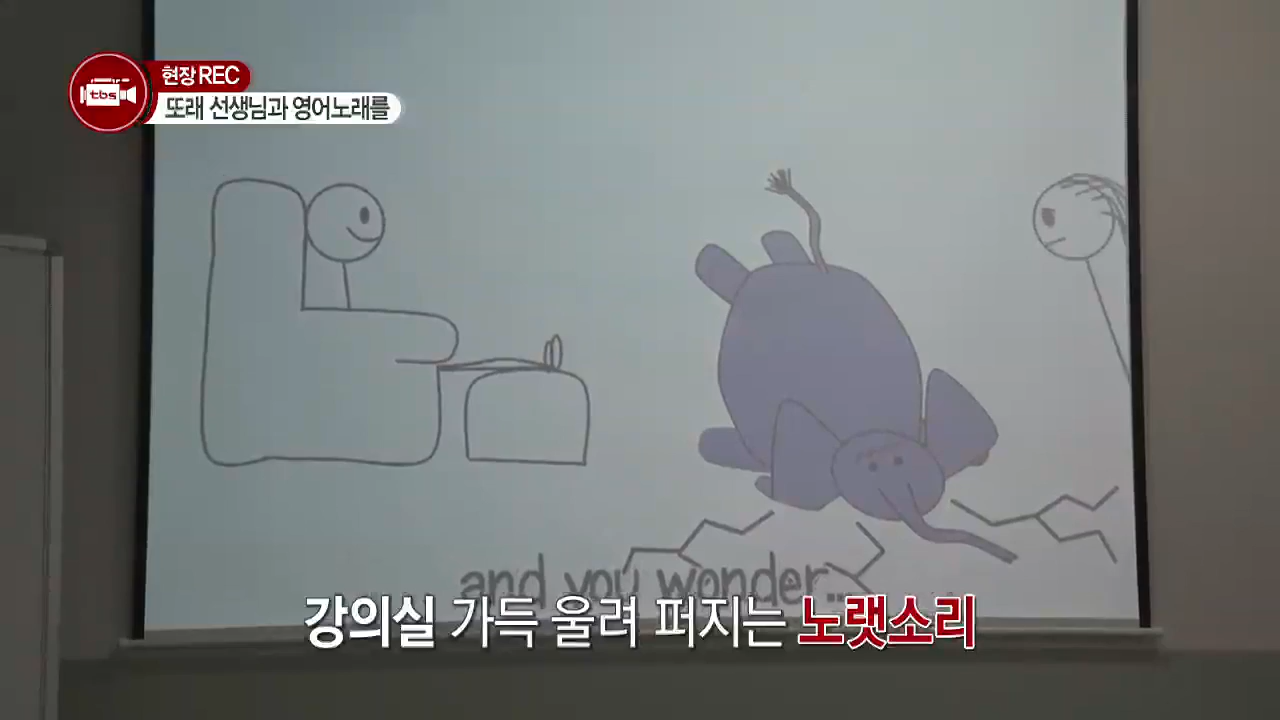 tbs
현장 REC
또래 선생님과 영어노래를
and you wonder...
강의실 가득 울려 퍼지는 노랫소리